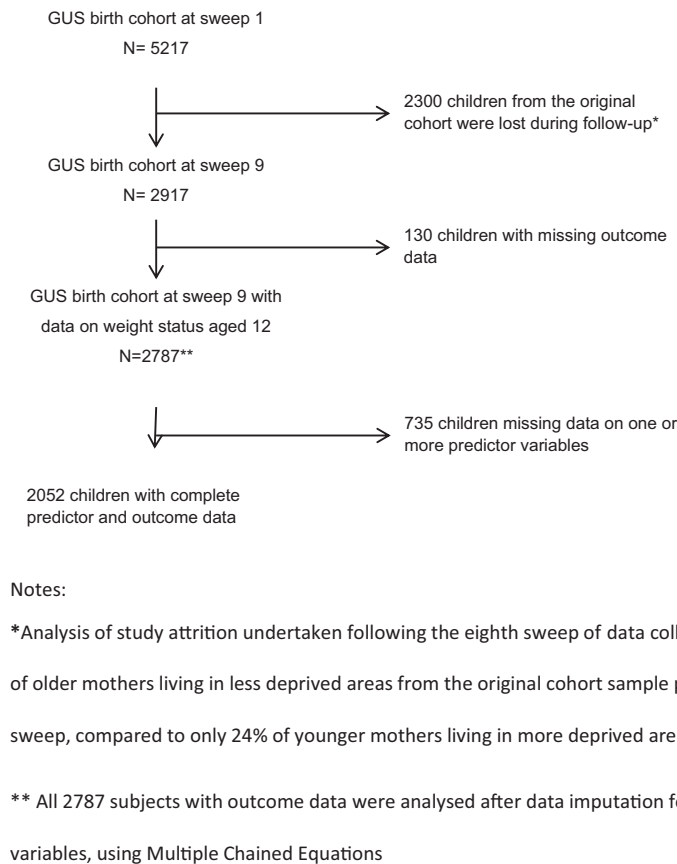 GUS birth cohort at sweep 1
N= 5217
2300 children from the original
cohort were lost during follow-up*
GUS birth cohort at sweep 9
N= 2917
130 children with missing outcome
data
GUS birth cohort at sweep 9 with
data on weight status aged 12
N=2787**
735 children missing data on one or
more predictor variables
2052 children with complete
predictor and outcome data
Notes:
*Analysis of study attrition undertaken following the eighth sweep of data
of older mothers living in less deprived areas from the original cohort sample
sweep, compared to only 24% of younger mothers living in more deprived
** All 2787 subjects with outcome data were analysed after data imputation
variables, using Multiple Chained Equations